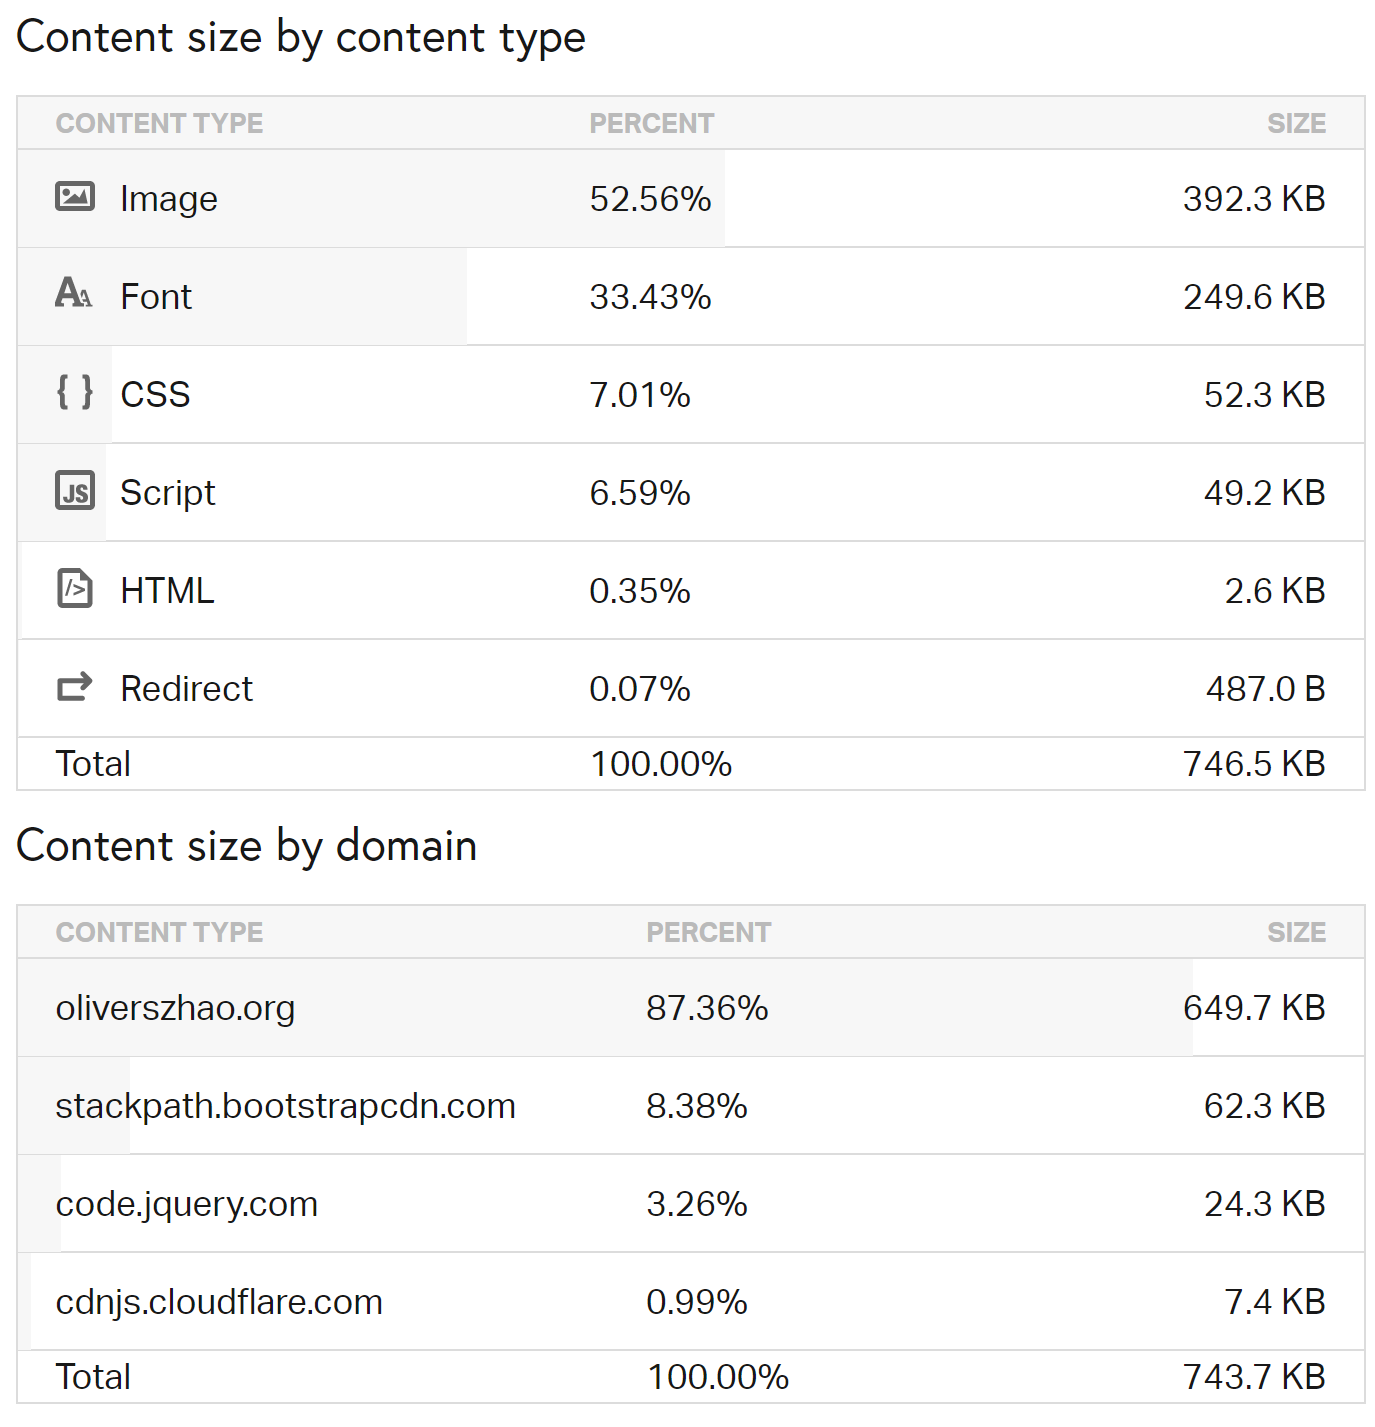 Content size by content type
CONTENT TYPE PERCENT SIZE
Image 52.56% 392.3 KB
Font 33.43% 249.6 KB
CSS 7.01% 52.3 KB
Script 6.59% 49.2 KB
HTML 0.35% 2.6 KB
Redirect 0.07% 487.0 B
Total 100.00% 746.5 KB
Content size by domain
CONTENT TYPE PERCENT SIZE
oliverszhao.org 87.36% 649.7 KB
stackpath.bootstrapcdn.com 8.38% 62.3 KB
code.jquery.com 3.26% 24.3 KB
cdnjs.cloudflare.com 0.99% 7.4 KB
Total 100.00% 743.7 KB